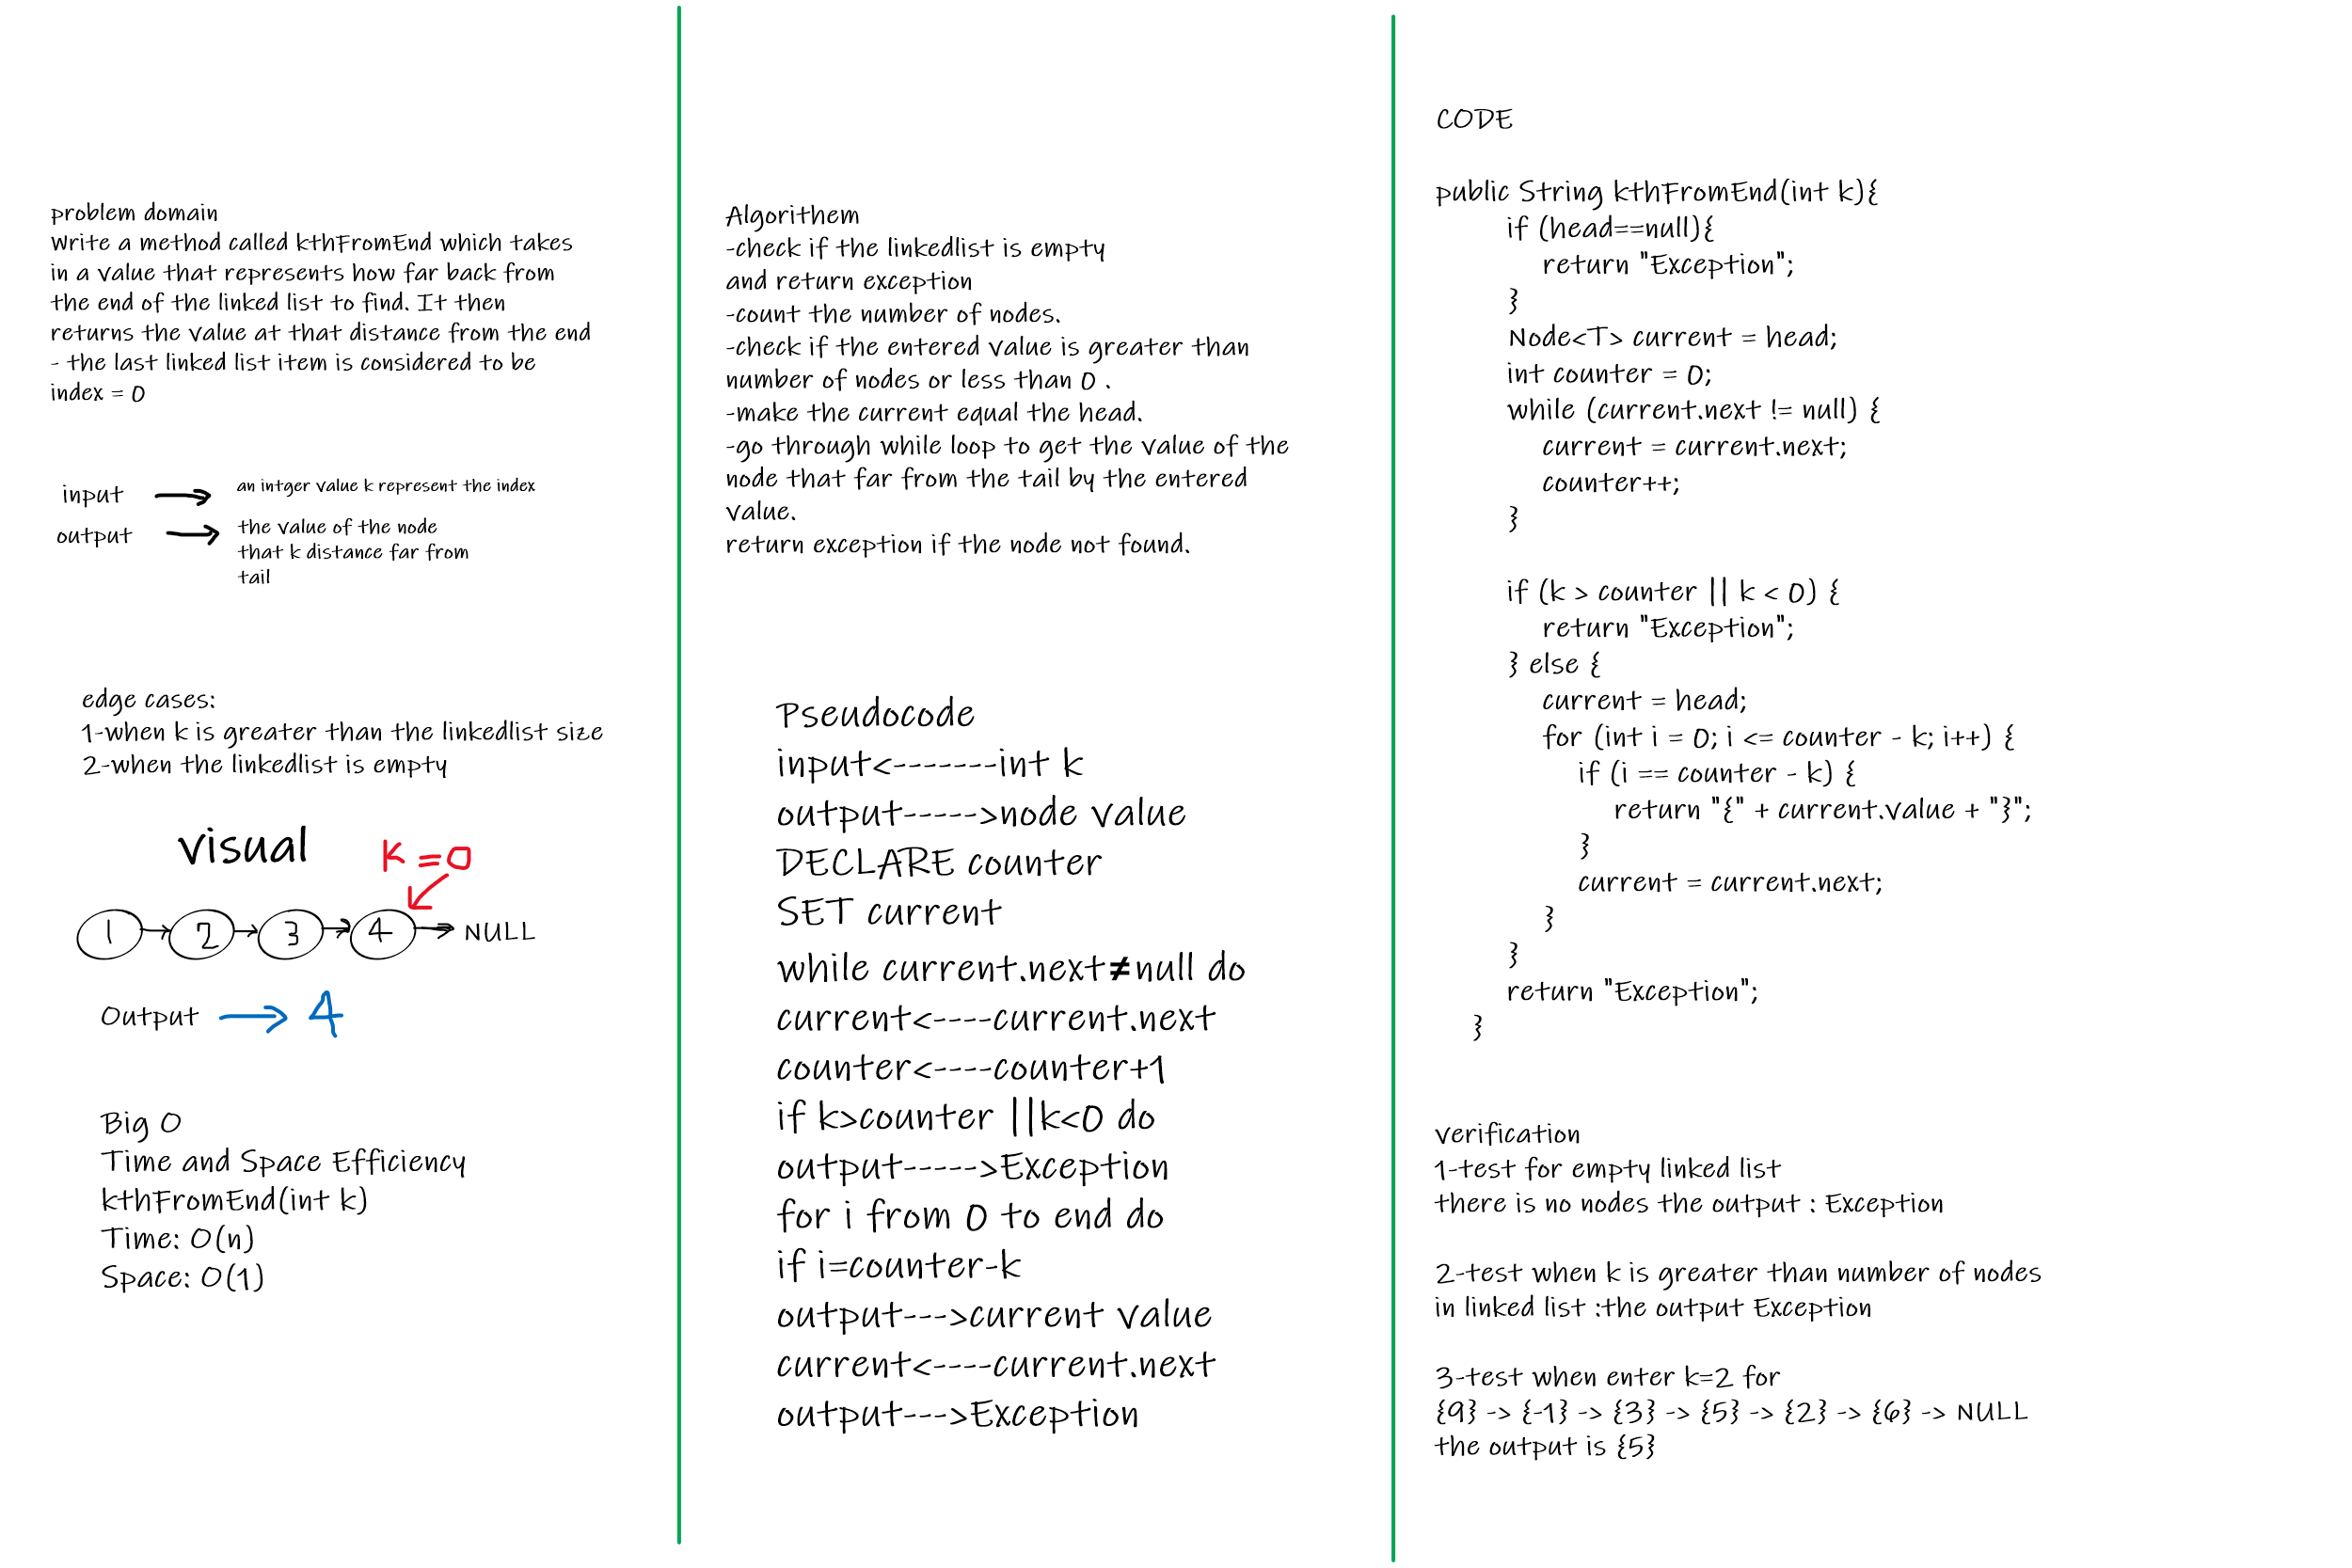 problem domain
Write a method called kthFromEnd which takes
in a value that represents how far back from
the end of the linked list to find. It then
returns the value at that distance from the end
- the last linked list item is considered to be
index = 0
input → an intger value k represent the index
output → the value of the node
that k distance far from
tail
edge cases:
1-when k is greater than the linkedlist size
2-when the linkedlist is empty
visual
K =0
1 → 2 → 3 → 4 → NULL
Output → 4
Big O
Time and Space Efficiency
kthFromEnd(int k)
Time: O(n)
Space: O(1)
Algorithem
-check if the linkedlist is empty
and return exception
-count the number of nodes.
-check if the entered value is greater than
number of nodes or less than 0 .
-make the current equal the head.
-go through while loop to get the value of the
node that far from the tail by the entered
value.
return exception if the node not found.
Pseudocode
input<-------int k
output----->node value
DECLARE counter
SET current
while current.next≠null do
current<----current.next
counter<----counter+1
if k>counter ||k<0 do
output----->Exception
for i from 0 to end do
if i=counter-k
output--->current value
current<----current.next
output--->Exception
CODE
public String kthFromEnd(int k){
if (head==null){
return "Exception";
}
Node<T> current = head;
int counter = 0;
while (current.next != null) {
current = current.next;
counter++;
}
if (k > counter || k < 0) {
return "Exception";
} else {
current = head;
for (int i = 0; i <= counter - k; i++) {
if (i == counter - k) {
return "{" + current.value + "}";
}
current = current.next;
}
}
return "Exception";
}
verification
1-test for empty linked list
there is no nodes the output : Exception
2-test when k is greater than number of nodes
in linked list :the output Exception
3-test when enter k=2 for
{9} -> {-1} -> {3} -> {5} -> {2} -> {6} -> NULL
the output is {5}